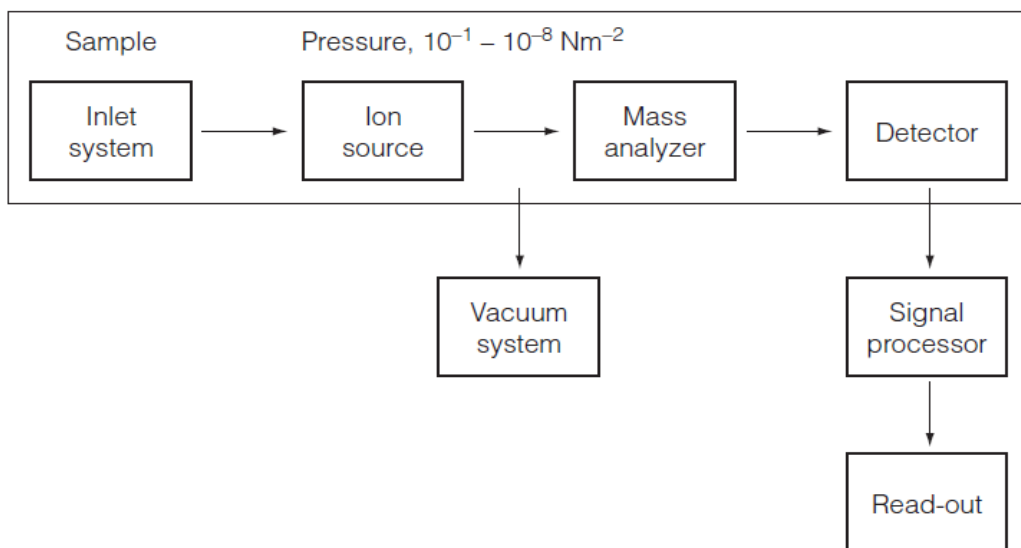 Sample
Pressure, 10⁻¹ – 10⁻⁸ Nm⁻²
Inlet
system
Ion
source
Mass
analyzer
Detector
Vacuum
system
Signal
processor
Read-out